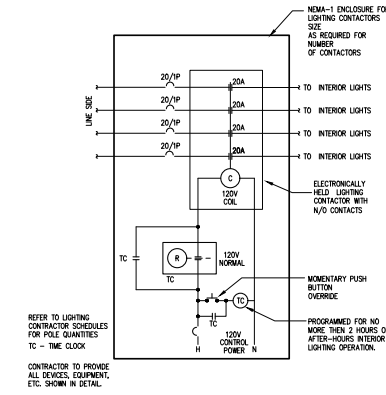 NEMA-1 ENCLOSURE FOR
LIGHTING CONTACTORS
SIZE
AS REQUIRED FOR
NUMBER
OF CONTACTORS
LINE SIDE
20/1P
20A
TO INTERIOR LIGHTS
20/1P
20A
TO INTERIOR LIGHTS
20/1P
20A
TO INTERIOR LIGHTS
20/1P
20A
TO INTERIOR LIGHTS
C
120V
COIL
ELECTRONICALLY
HELD LIGHTING
CONTACTOR WITH
N/O CONTACTS
TC
R
120V
NORMAL
TC
MOMENTARY PUSH
BUTTON
OVERRIDE
TC
TC
PROGRAMMED FOR NO
MORE THEN 2 HOURS O
AFTER-HOURS INTERIOR
LIGHTING OPERATION.
H
120V
CONTROL
POWER
N
REFER TO LIGHTING
CONTRACTOR SCHEDULES
FOR POLE QUANTITIES
TC - TIME CLOCK
CONTRACTOR TO PROVIDE
ALL DEVICES, EQUIPMENT,
ETC. SHOWN IN DETAIL.